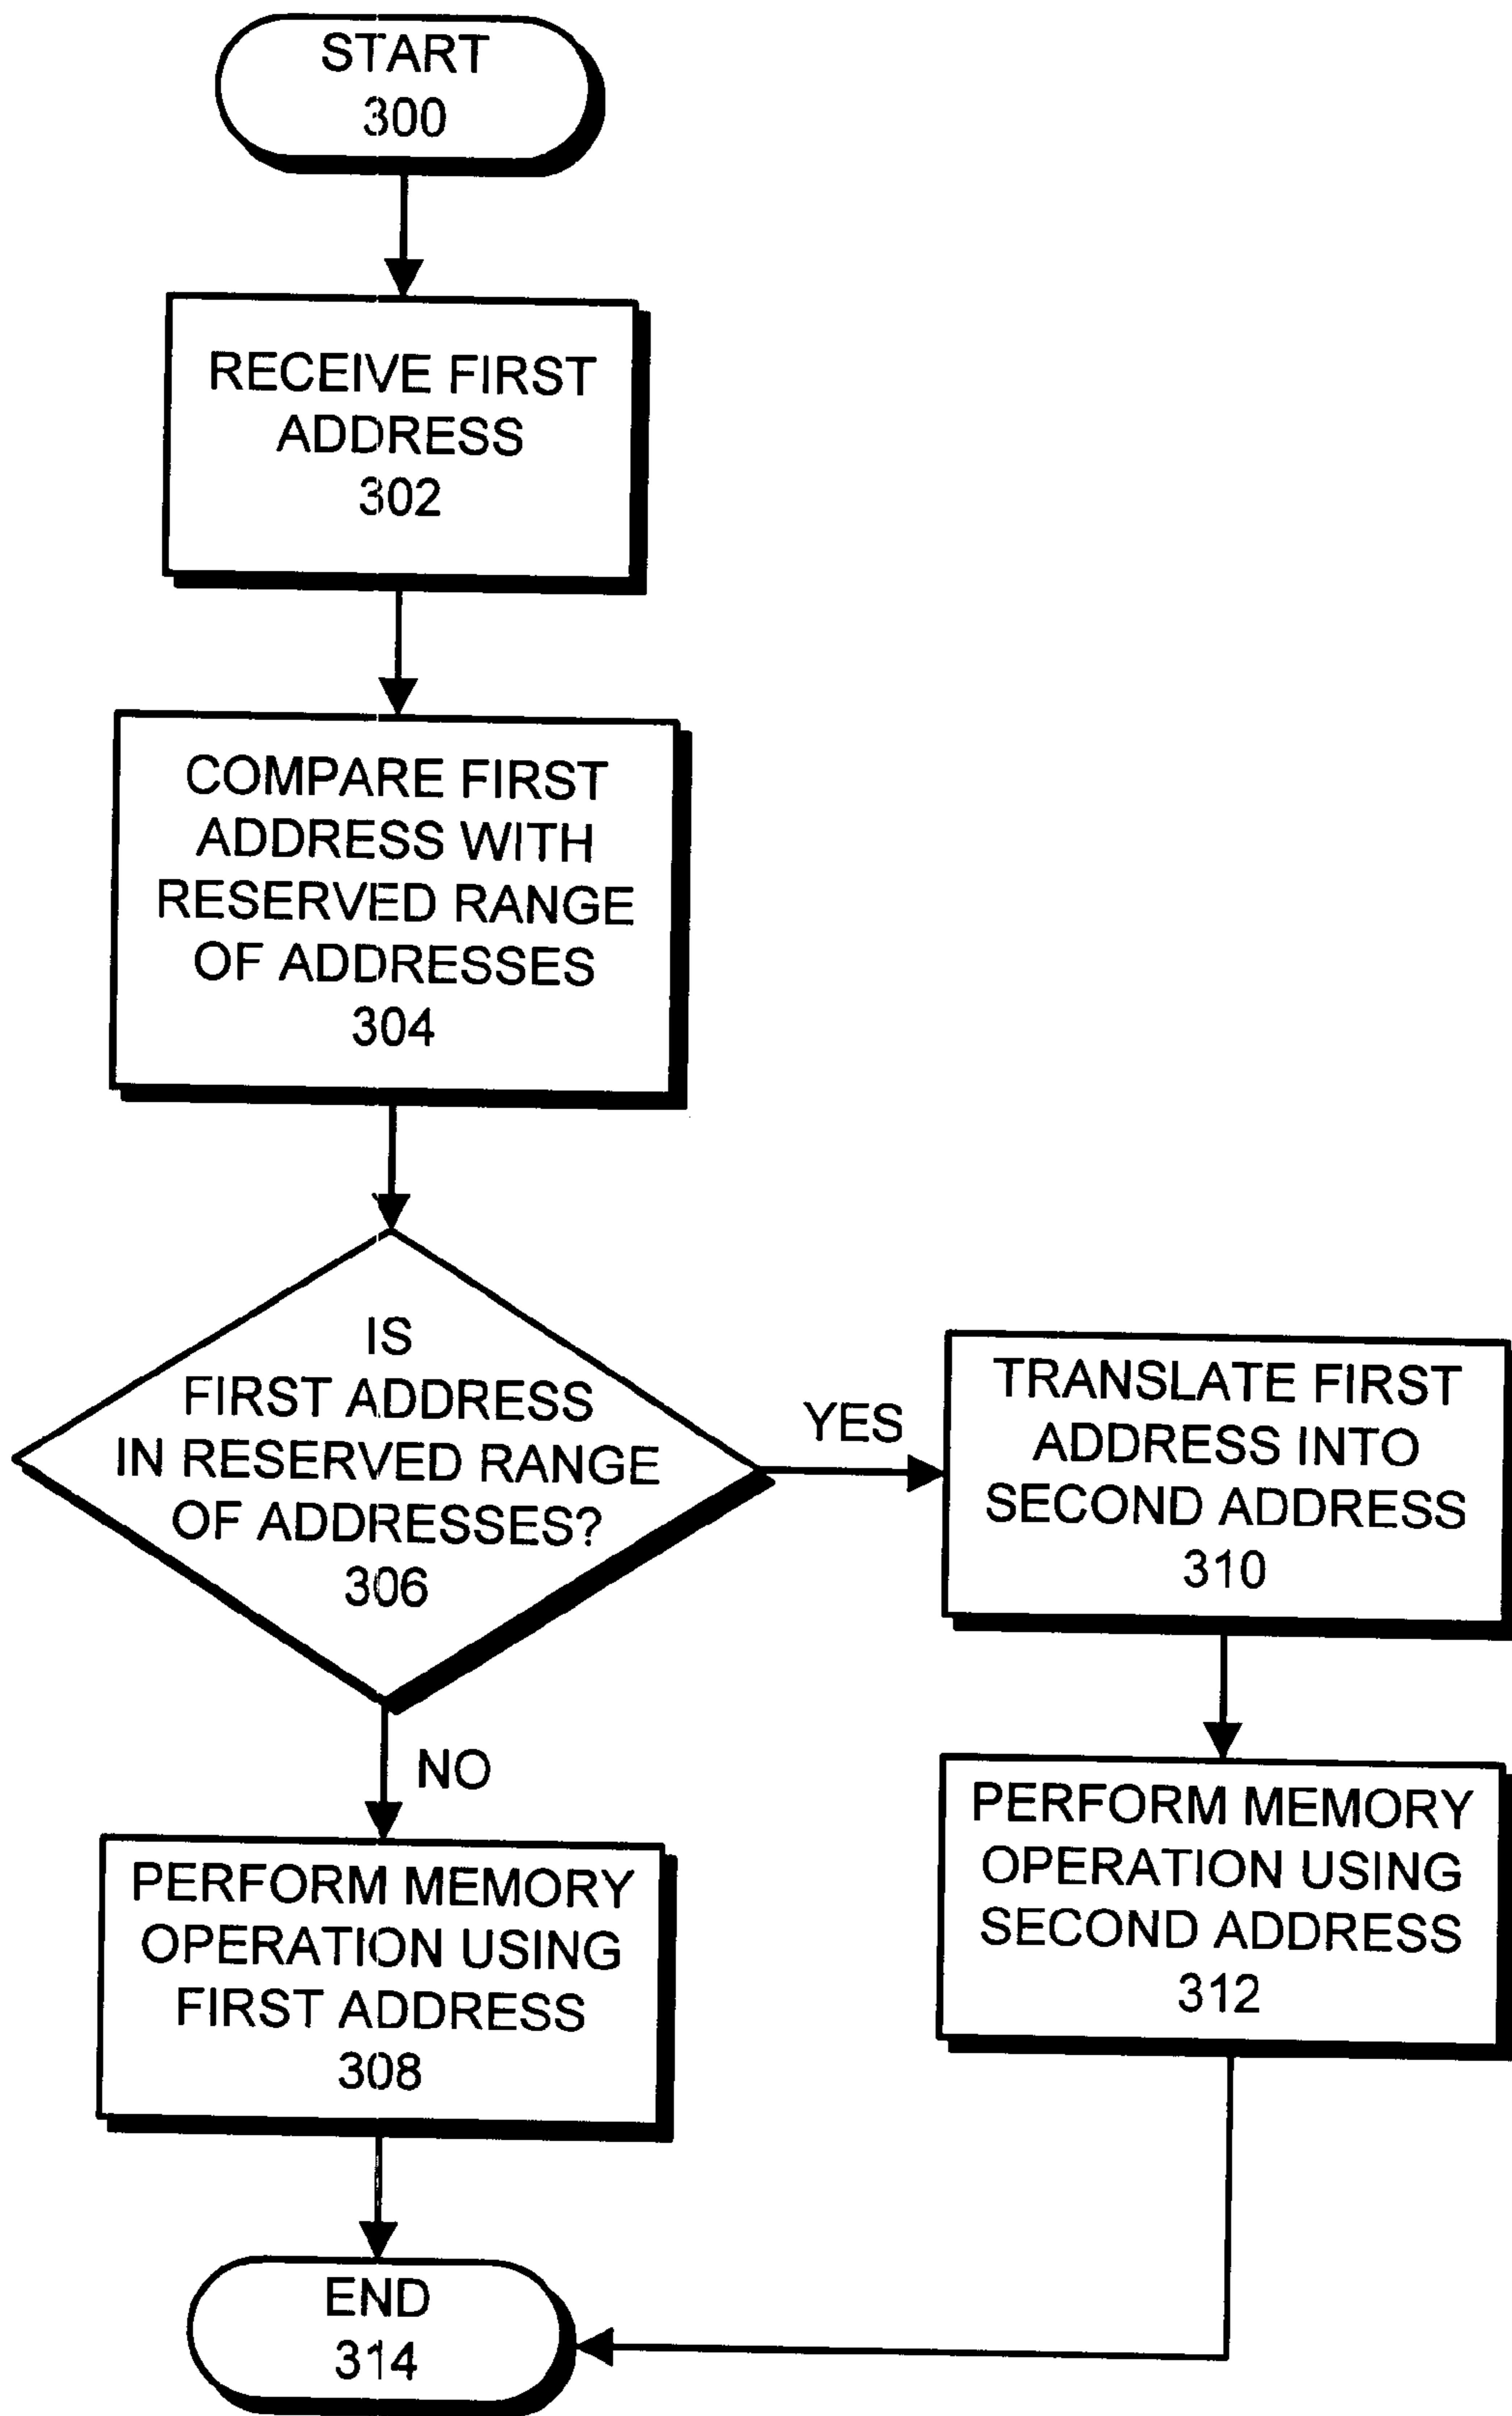 START
300
RECEIVE FIRST
ADDRESS
302
COMPARE FIRST
ADDRESS WITH
RESERVED RANGE
OF ADDRESSES
304
IS
FIRST ADDRESS
IN RESERVED RANGE
OF ADDRESSES?
306
YES
TRANSLATE FIRST
ADDRESS INTO
SECOND ADDRESS
310
NO
PERFORM MEMORY
OPERATION USING
FIRST ADDRESS
308
PERFORM MEMORY
OPERATION USING
SECOND ADDRESS
312
END
314